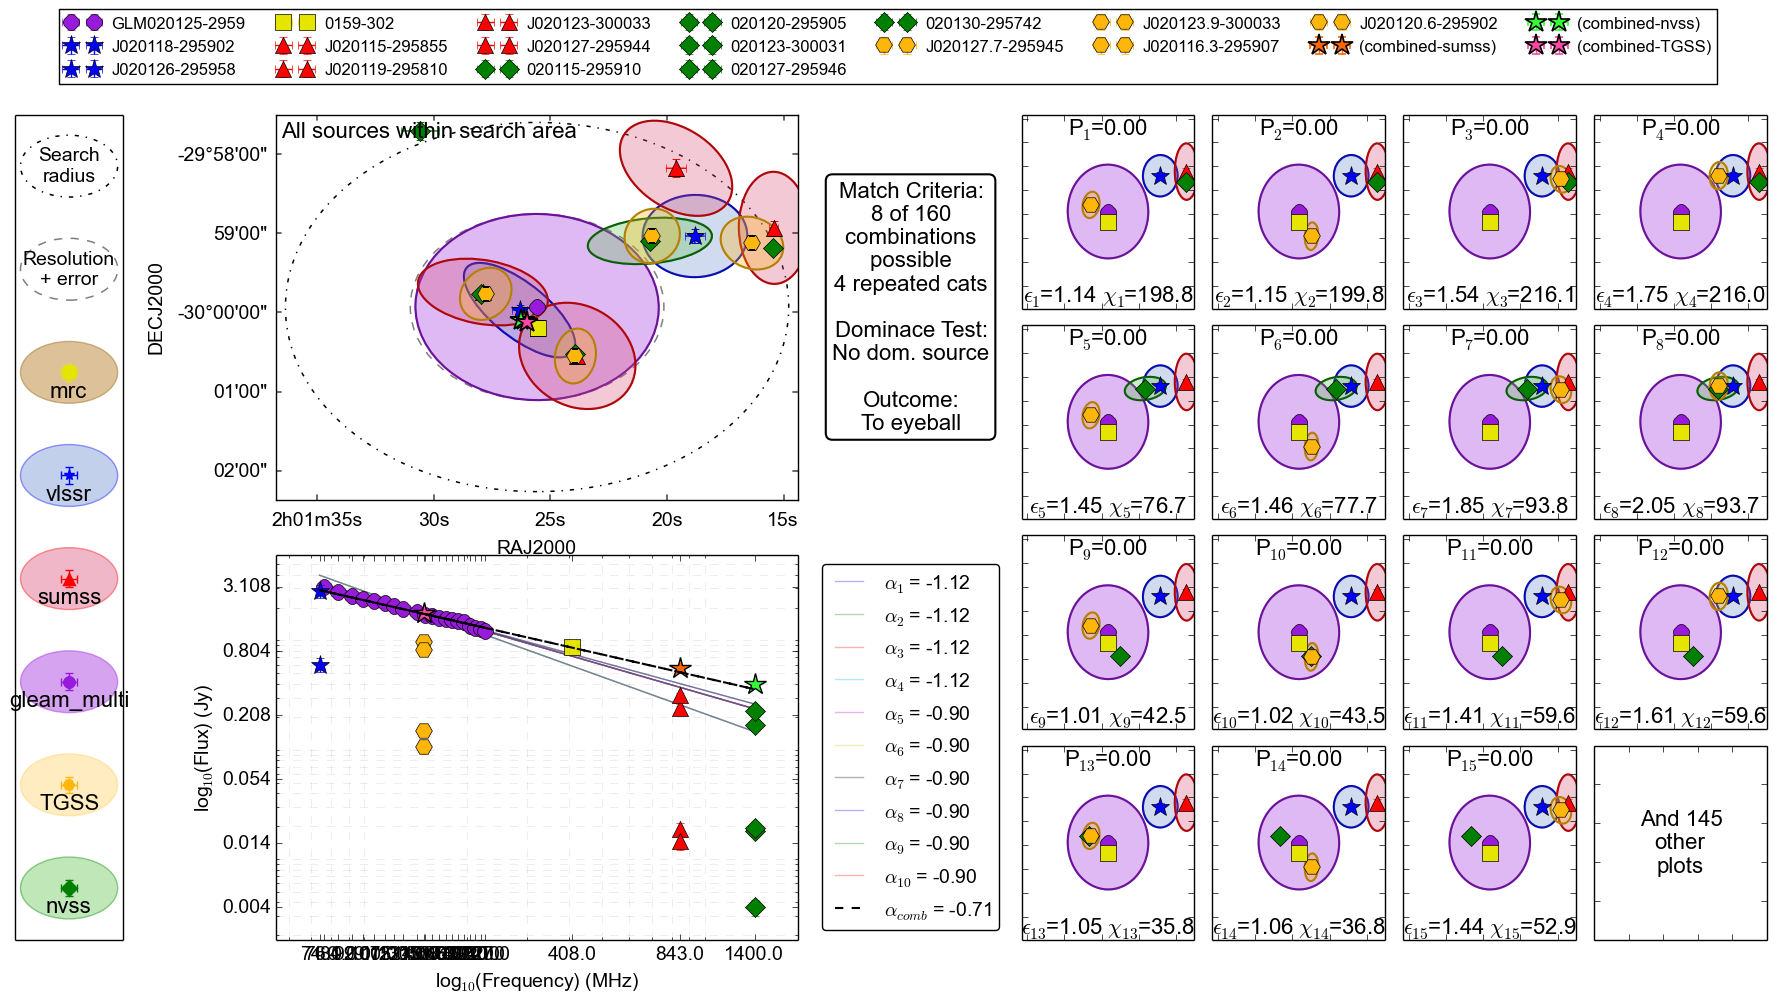 GLM020125-2959
0159-302
J020123-300033
020120-295905
020130-295742
J020123.9-300033
J020120.6-295902
(combined-nvss)
J020118-295902
J020115-295855
J020127-295944
020123-300031
J020127.7-295945
J020116.3-295907
(combined-sumss)
(combined-TGSS)
J020126-295958
J020119-295810
020115-295910
020127-295946
Search
radius
Resolution
+ error
mrc
vlssr
sumss
gleam_multi
TGSS
nvss
All sources within search area
DECJ2000
-29°58'00"
59'00"
-30°00'00"
01'00"
02'00"
2h01m35s
30s
25s
20s
15s
RAJ2000
Match Criteria:
8 of 160
combinations
possible
4 repeated cats
Dominace Test:
No dom. source
Outcome:
To eyeball
log10(Flux) (Jy)
3.108
0.804
0.208
0.054
0.014
0.004
408.0
843.0
1400.0
log10(Frequency) (MHz)
α1 = -1.12
α2 = -1.12
α3 = -1.12
α4 = -1.12
α5 = -0.90
α6 = -0.90
α7 = -0.90
α8 = -0.90
α9 = -0.90
α10 = -0.90
αcomb = -0.71
P1=0.00
ϵ1=1.14 χ1=198.8
P2=0.00
ϵ2=1.15 χ2=199.8
P3=0.00
ϵ3=1.54 χ3=216.1
P4=0.00
ϵ4=1.75 χ4=216.0
P5=0.00
ϵ5=1.45 χ5=76.7
P6=0.00
ϵ6=1.46 χ6=77.7
P7=0.00
ϵ7=1.85 χ7=93.8
P8=0.00
ϵ8=2.05 χ8=93.7
P9=0.00
ϵ9=1.01 χ9=42.5
P10=0.00
ϵ10=1.02 χ10=43.5
P11=0.00
ϵ11=1.41 χ11=59.6
P12=0.00
ϵ12=1.61 χ12=59.6
P13=0.00
ϵ13=1.05 χ13=35.8
P14=0.00
ϵ14=1.06 χ14=36.8
P15=0.00
ϵ15=1.44 χ15=52.9
And 145
other
plots